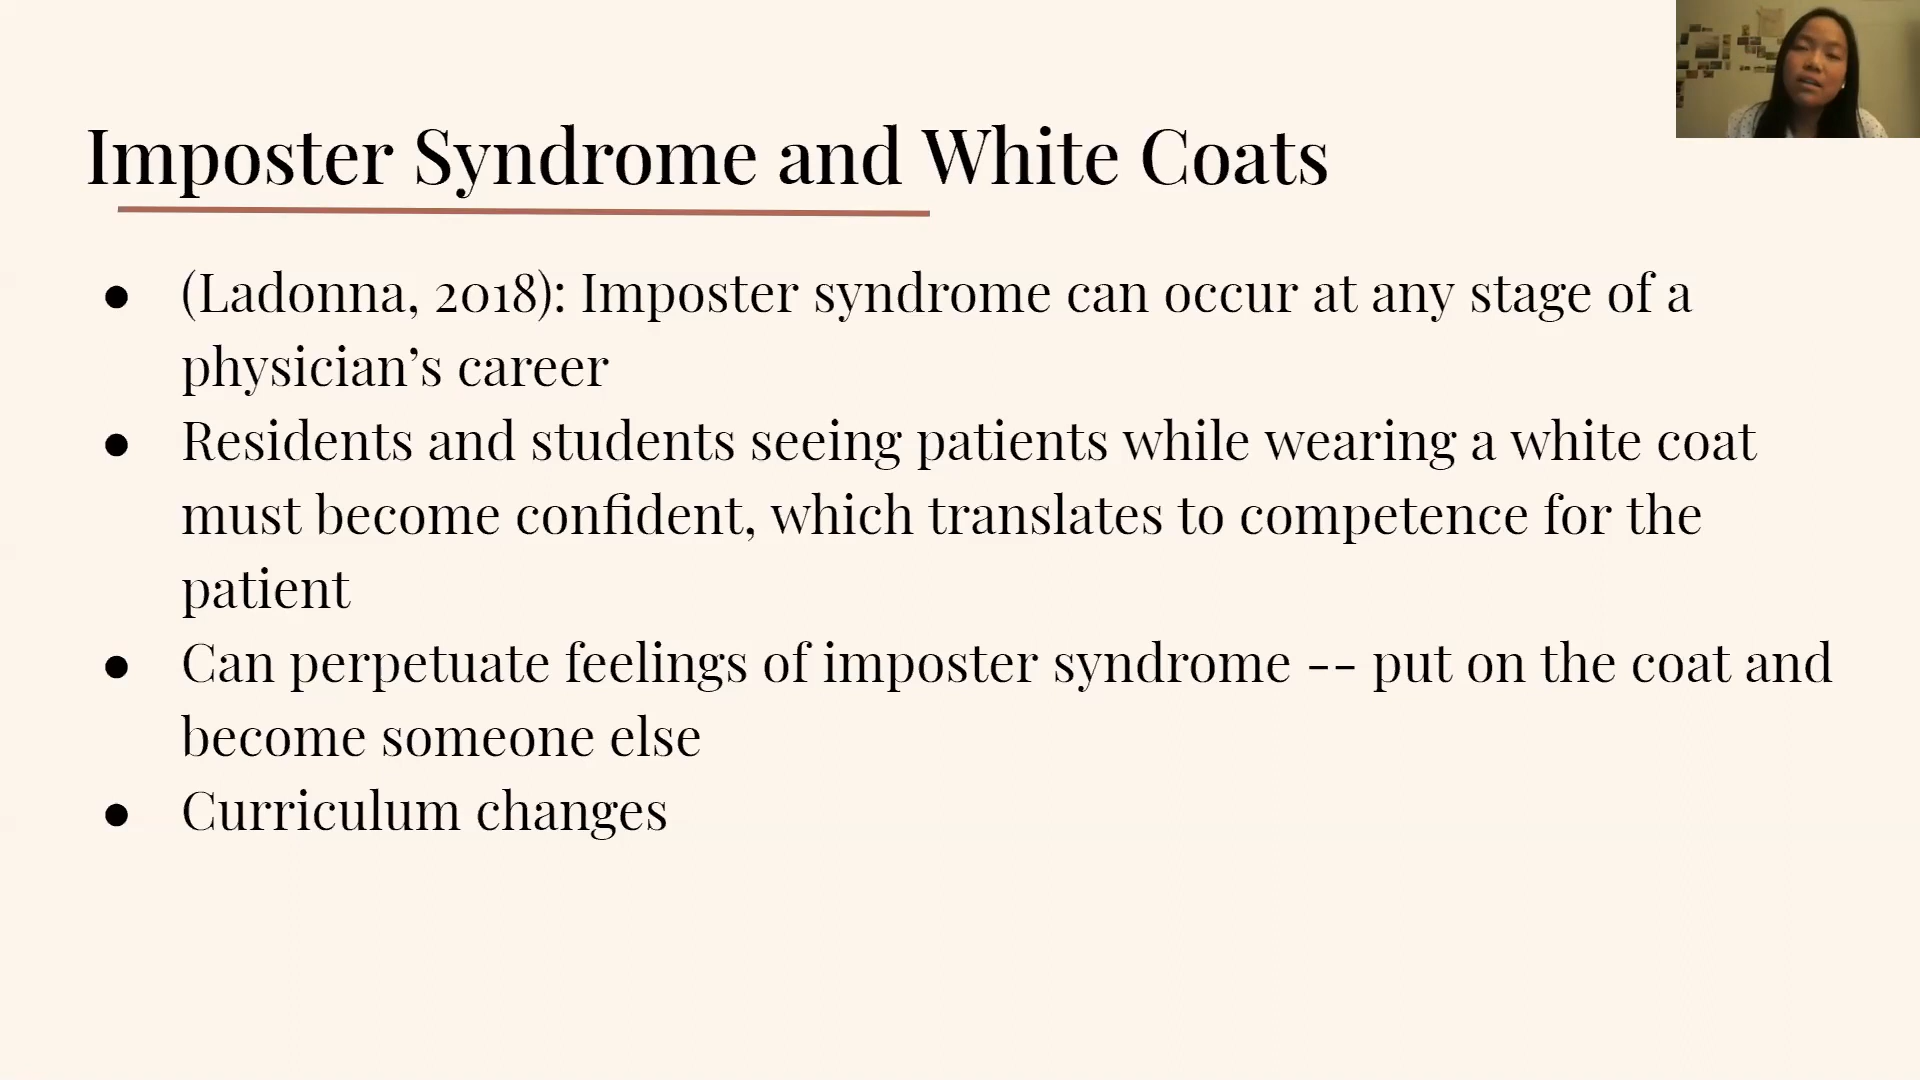 Imposter Syndrome and White Coats
● (Ladonna, 2018): Imposter syndrome can occur at any stage of a
physician’s career
● Residents and students seeing patients while wearing a white coat
must become confident, which translates to competence for the
patient
● Can perpetuate feelings of imposter syndrome -- put on the coat and
become someone else
● Curriculum changes